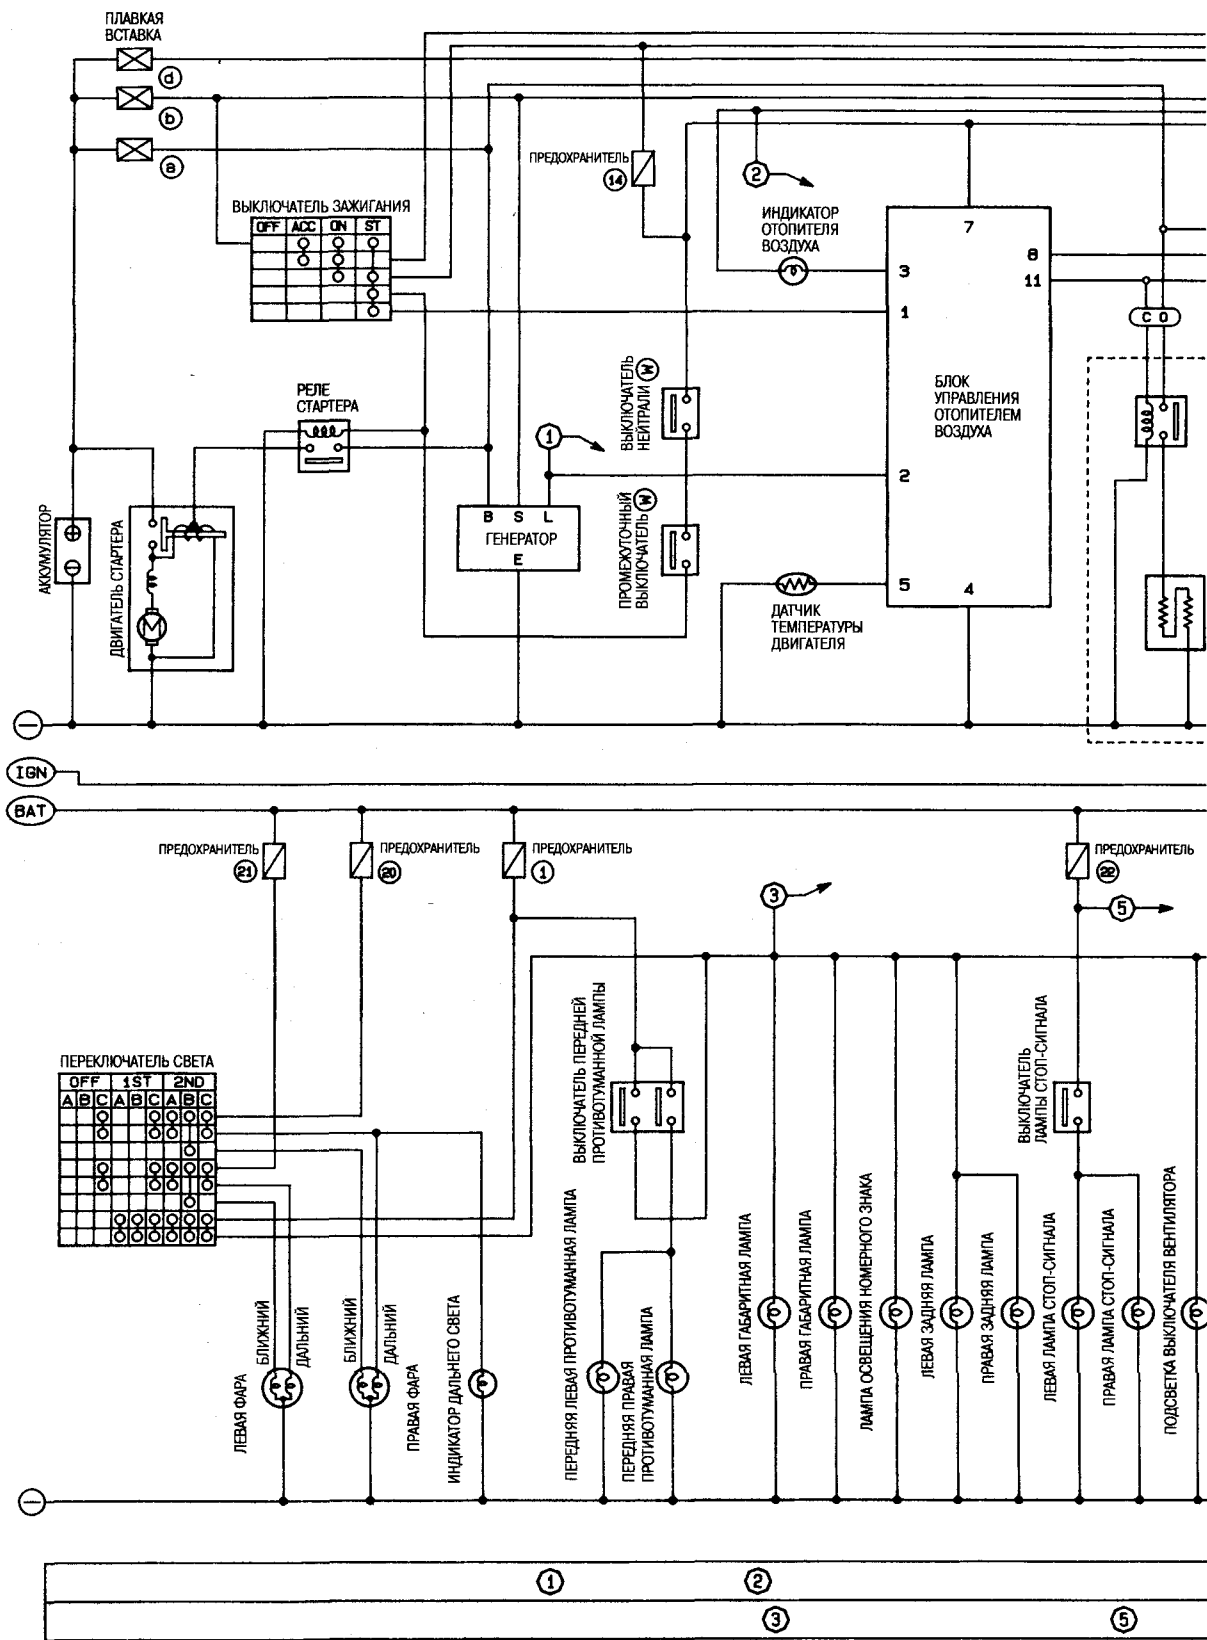 ПЛАВКАЯ
ВСТАВКА
d
b
a
ПРЕДОХРАНИТЕЛЬ
14
2
ВЫКЛЮЧАТЕЛЬ ЗАЖИГАНИЯ
OFF ACC ON ST
ИНДИКАТОР
ОТОПИТЕЛЯ
ВОЗДУХА
7
8
11
3
1
C O
РЕЛЕ
СТАРТЕРА
ВЫКЛЮЧАТЕЛЬ
НЕЙТРАЛИ
M
БЛОК
УПРАВЛЕНИЯ
ОТОПИТЕЛЕМ
ВОЗДУХА
1
2
АККУМУЛЯТОР
ДВИГАТЕЛЬ СТАРТЕРА
M
B S L
ГЕНЕРАТОР
E
ПРОМЕЖУТОЧНЫЙ
ВЫКЛЮЧАТЕЛЬ
M
5
4
ДАТЧИК
ТЕМПЕРАТУРЫ
ДВИГАТЕЛЯ
IGN
BAT
ПРЕДОХРАНИТЕЛЬ
21
ПРЕДОХРАНИТЕЛЬ
20
ПРЕДОХРАНИТЕЛЬ
1
ПРЕДОХРАНИТЕЛЬ
22
3
5
ПЕРЕКЛЮЧАТЕЛЬ СВЕТА
OFF 1ST 2ND
A B C A B C A B C
ВЫКЛЮЧАТЕЛЬ ПЕРЕДНЕЙ
ПРОТИВОТУМАННОЙ ЛАМПЫ
ВЫКЛЮЧАТЕЛЬ
ЛАМПЫ СТОП-СИГНАЛА
ЛЕВАЯ ФАРА
БЛИЖНИЙ
ДАЛЬНИЙ
БЛИЖНИЙ
ДАЛЬНИЙ
ПРАВАЯ ФАРА
ИНДИКАТОР ДАЛЬНЕГО СВЕТА
ПЕРЕДНЯЯ ЛЕВАЯ ПРОТИВОТУМАННАЯ ЛАМПА
ПЕРЕДНЯЯ ПРАВАЯ
ПРОТИВОТУМАННАЯ ЛАМПА
ЛЕВАЯ ГАБАРИТНАЯ ЛАМПА
ПРАВАЯ ГАБАРИТНАЯ ЛАМПА
ЛАМПА ОСВЕЩЕНИЯ НОМЕРНОГО ЗНАКА
ЛЕВАЯ ЗАДНЯЯ ЛАМПА
ПРАВАЯ ЗАДНЯЯ ЛАМПА
ЛЕВАЯ ЛАМПА СТОП-СИГНАЛА
ПРАВАЯ ЛАМПА СТОП-СИГНАЛА
ПОДСВЕТКА ВЫКЛЮЧАТЕЛЯ ВЕНТИЛЯТОРА
1 2
3 5